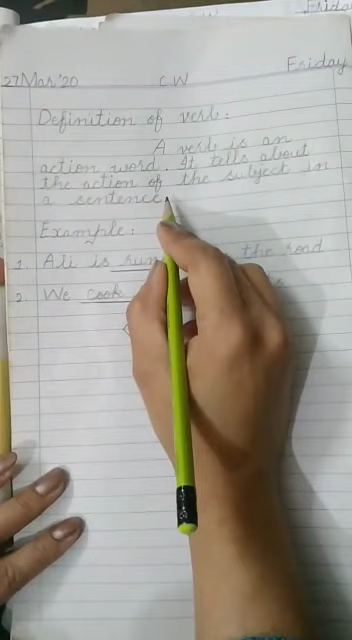 Frida
27 Mar'20 C.W Friday
Definition of verb:
A verb is an
action word. It tells about
the action of the subject in
a sentence.
Example:
1. Ali is the road
2. We cook